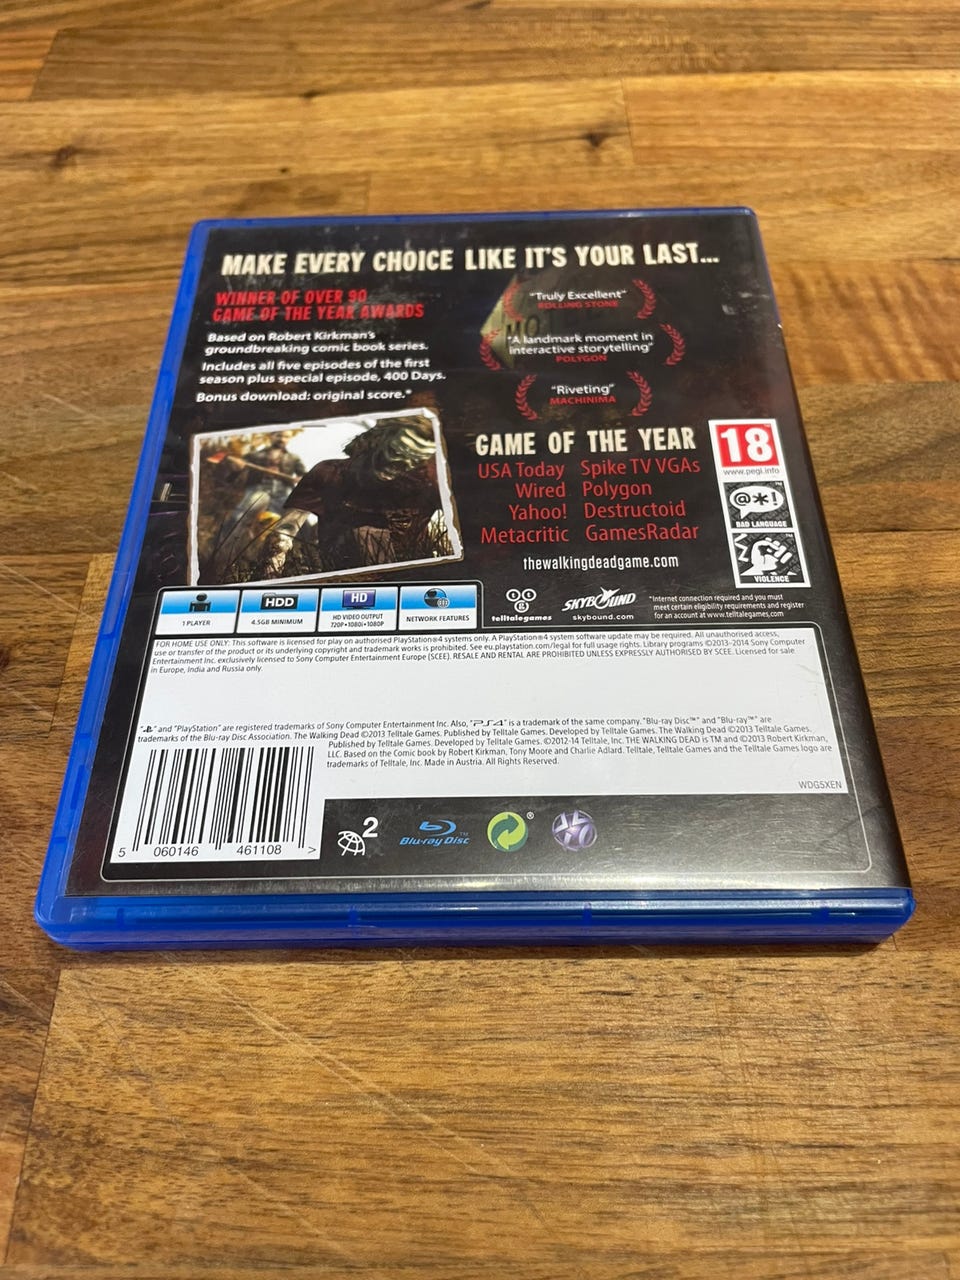 MAKE EVERY CHOICE LIKE IT'S YOUR LAST...
WINNER OF OVER 90
GAME OF THE YEAR AWARDS
Based on Robert Kirkman's
groundbreaking comic book series.
Includes all five episodes of the first
season plus special episode, 400 Days.
Bonus download: original score.*
"Truly Excellent"
ROLLING STONE
MO
"A landmark moment in
interactive storytelling"
POLYGON
"Riveting"
MACHINIMA
GAME OF THE YEAR
USA Today Spike TV VGAs
Wired Polygon
Yahoo! Destructoid
Metacritic GamesRadar
thewalkingdeadgame.com
18
www.pegi.info
@*!
BAD LANGUAGE
VIOLENCE
1 PLAYER
HDD
4.5GB MINIMUM
HD
HD VIDEO OUTPUT
720P•1080i•1080P
NETWORK FEATURES
telltalegames
SKYBOUND
skybound.com
*Internet connection required and you must
meet certain eligibility requirements and register
for an account at www.telltalegames.com
FOR HOME USE ONLY: This software is licensed for play on authorised PlayStation®4 systems only. A PlayStation®4 system software update may be required. All unauthorised access,
use or transfer of the product or its underlying copyright and trademark works is prohibited. See eu.playstation.com/legal for full usage rights. Library programs ©2013-2014 Sony Computer
Entertainment Inc. exclusively licensed to Sony Computer Entertainment Europe (SCEE). RESALE AND RENTAL ARE PROHIBITED UNLESS EXPRESSLY AUTHORISED BY SCEE. Licensed for sale
in Europe, India and Russia only.
" " and "PlayStation" are registered trademarks of Sony Computer Entertainment Inc. Also, "PS4" is a trademark of the same company. "Blu-ray Disc™" and "Blu-ray™" are
trademarks of the Blu-ray Disc Association. The Walking Dead ©2013 Telltale Games. Published by Telltale Games. Developed by Telltale Games. The Walking Dead ©2013 Telltale Games.
Published by Telltale Games. Developed by Telltale Games. ©2012-14 Telltale, Inc. THE WALKING DEAD is TM and ©2013 Robert Kirkman,
LLC. Based on the Comic book by Robert Kirkman, Tony Moore and Charlie Adlard. Telltale, Telltale Games and the Telltale Games logo are
trademarks of Telltale, Inc. Made in Austria. All Rights Reserved.
WDG5XEN
5 060146 461108 >
2
Blu-ray Disc™
®